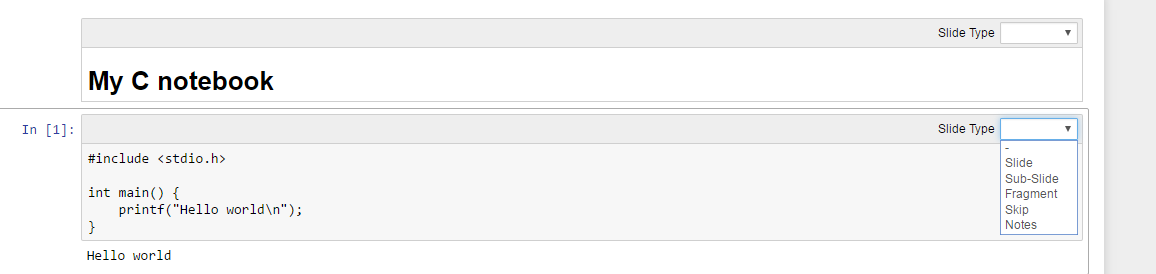 Slide Type
My C notebook
In [1]:
Slide Type
-
Slide
Sub-Slide
Fragment
Skip
Notes
#include <stdio.h>
int main() {
    printf("Hello world\n");
}
Hello world